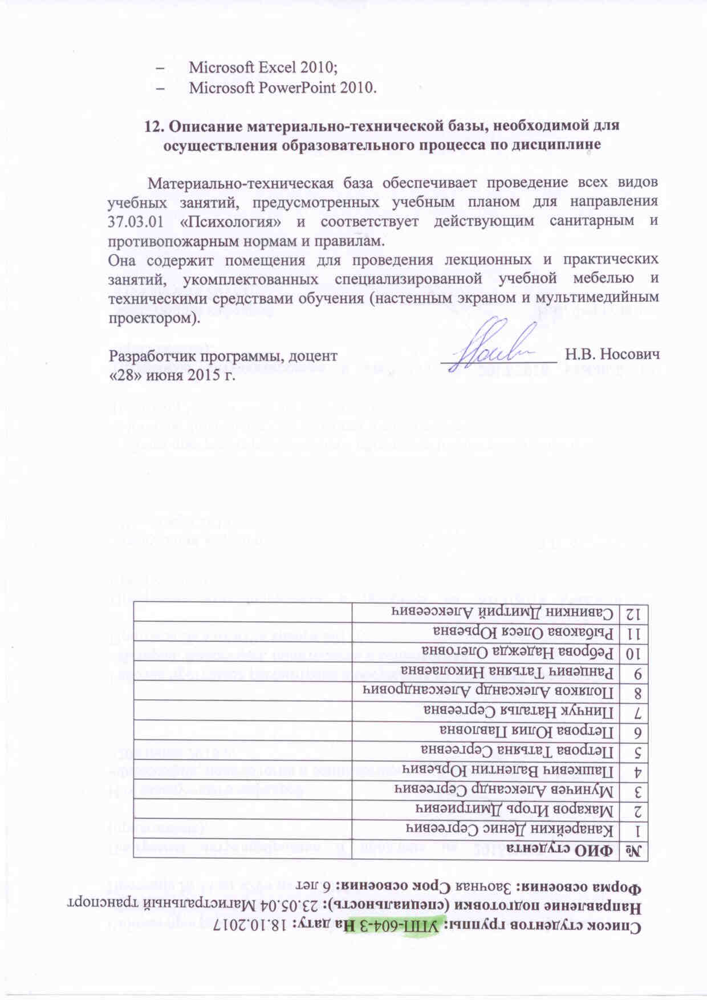 – Microsoft Excel 2010;
– Microsoft PowerPoint 2010.
12. Описание материально-технической базы, необходимой для
осуществления образовательного процесса по дисциплине
Материально-техническая база обеспечивает проведение всех видов
учебных занятий, предусмотренных учебным планом для направления
37.03.01 «Психология» и соответствует действующим санитарным и
противопожарным нормам и правилам.
Она содержит помещения для проведения лекционных и практических
занятий, укомплектованных специализированной учебной мебелью и
техническими средствами обучения (настенным экраном и мультимедийным
проектором).
Разработчик программы, доцент Н.В. Носович
«28» июня 2015 г.
Список студентов группы: УПП-604-З На дату: 18.10.2017
Направление подготовки (специальность): 23.05.04 Магистральный транспорт
Форма освоения: Заочная Срок освоения: 6 лет
№ ФИО студента
1 Канарейкин Денис Сергеевич
2 Макаров Игорь Дмитриевич
3 Муничев Александр Сергеевич
4 Пашкевич Валентин Юрьевич
5 Петрова Татьяна Сергеевна
6 Петрова Юлия Павловна
7 Пинчук Наталья Сергеевна
8 Поляков Александр Александрович
9 Ранцевич Татьяна Николаевна
10 Реброва Надежда Олеговна
11 Рыбакова Олеся Юрьевна
12 Савинкин Дмитрий Алексеевич